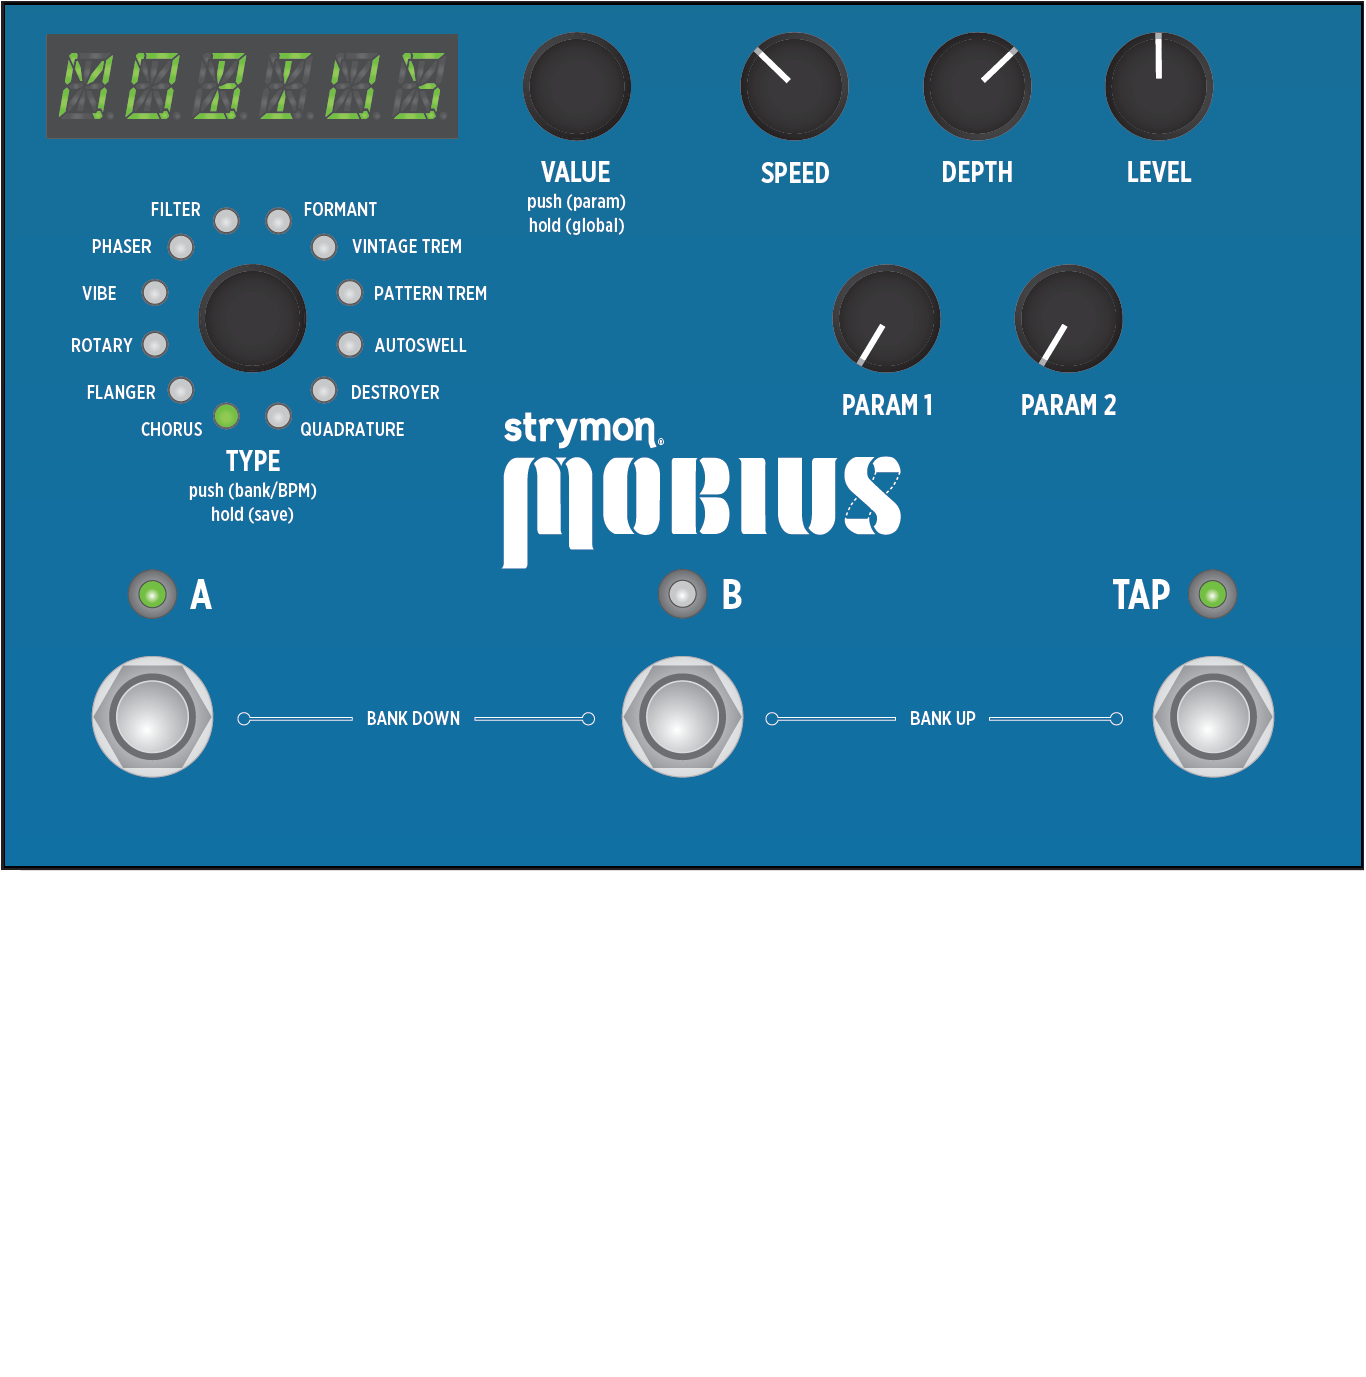 MOBIUS
VALUE
push (param)
hold (global)
SPEED
DEPTH
LEVEL
FILTER
FORMANT
PHASER
VINTAGE TREM
VIBE
PATTERN TREM
ROTARY
AUTOSWELL
FLANGER
DESTROYER
CHORUS
QUADRATURE
TYPE
push (bank/BPM)
hold (save)
PARAM 1
PARAM 2
strymon®
MOBIUS
A
B
TAP
BANK DOWN
BANK UP